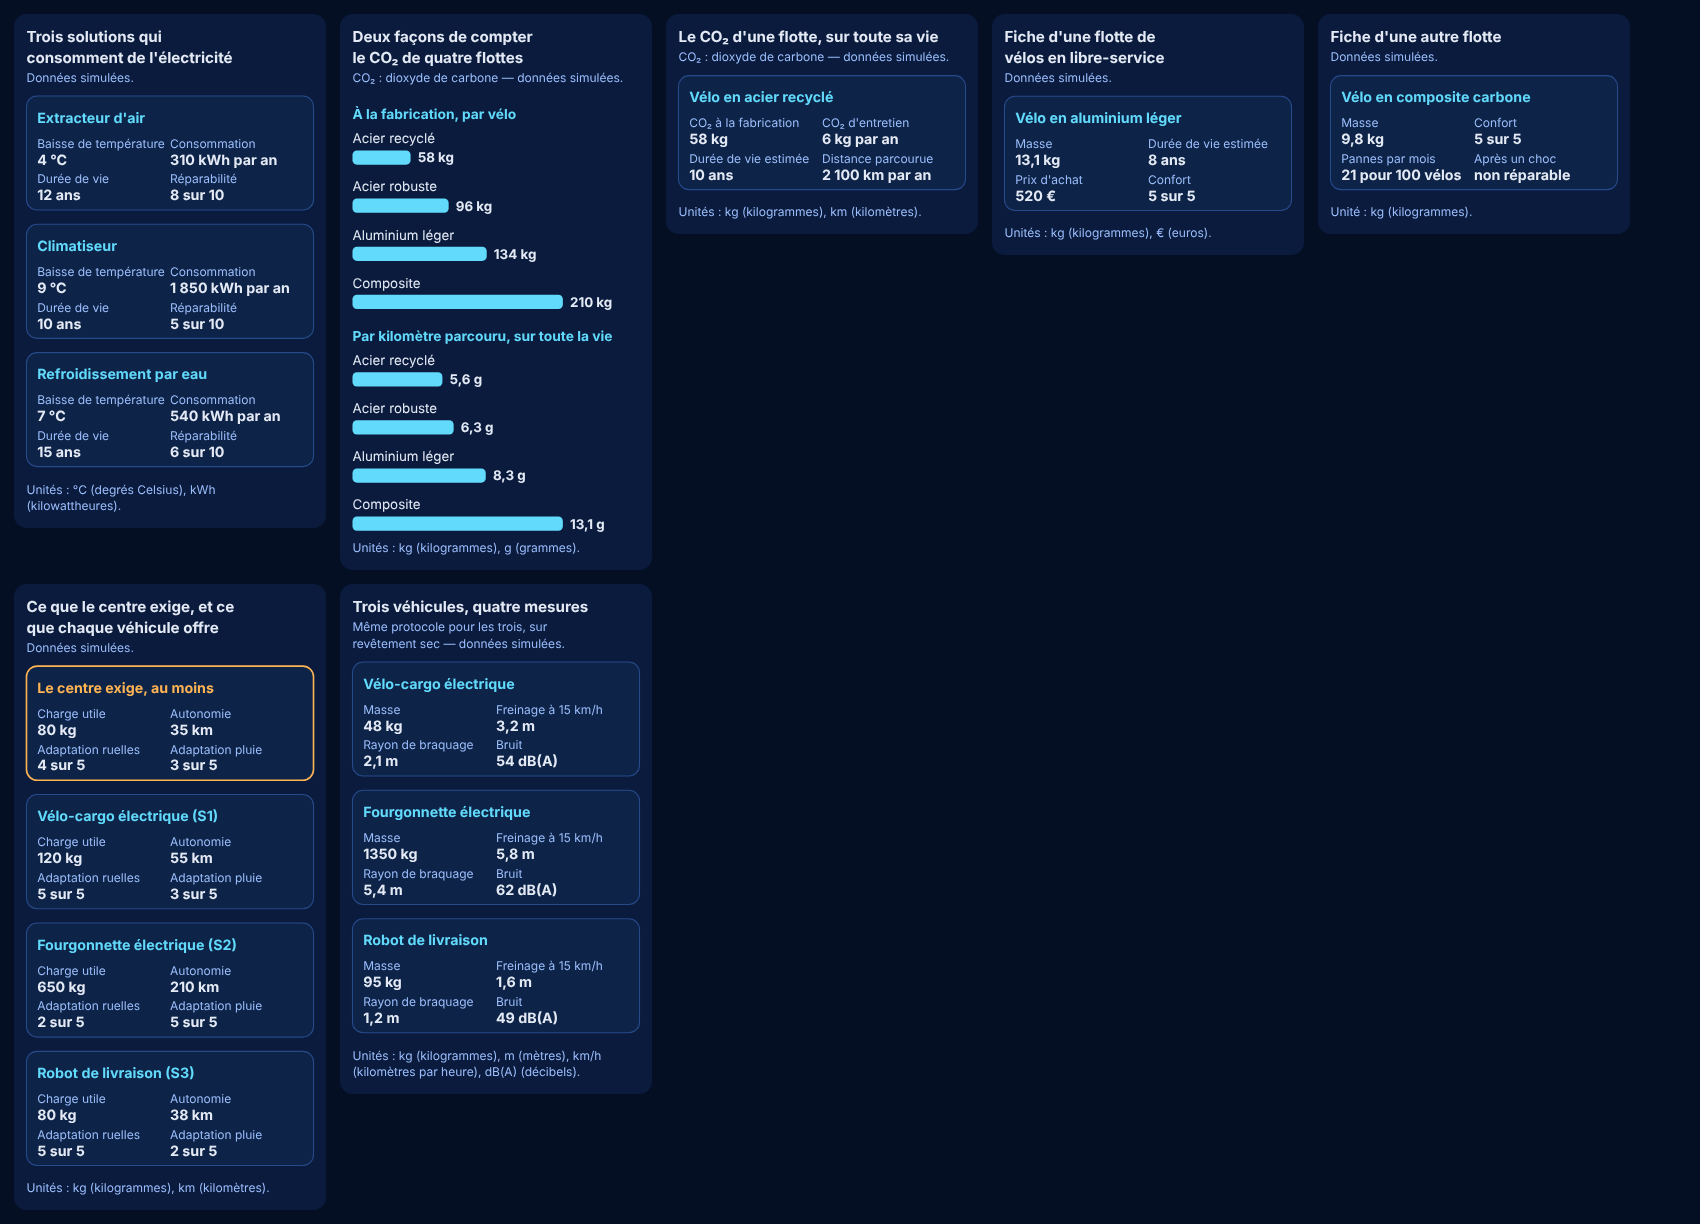 Trois solutions qui
consomment de l'électricité
Données simulées.
Extracteur d'air
Baisse de température Consommation
4 °C 310 kWh par an
Durée de vie Réparabilité
12 ans 8 sur 10
Climatiseur
Baisse de température Consommation
9 °C 1 850 kWh par an
Durée de vie Réparabilité
10 ans 5 sur 10
Refroidissement par eau
Baisse de température Consommation
7 °C 540 kWh par an
Durée de vie Réparabilité
15 ans 6 sur 10
Unités : °C (degrés Celsius), kWh
(kilowattheures).
Deux façons de compter
le CO₂ de quatre flottes
CO₂ : dioxyde de carbone — données simulées.
À la fabrication, par vélo
Acier recyclé
58 kg
Acier robuste
96 kg
Aluminium léger
134 kg
Composite
210 kg
Par kilomètre parcouru, sur toute la vie
Acier recyclé
5,6 g
Acier robuste
6,3 g
Aluminium léger
8,3 g
Composite
13,1 g
Unités : kg (kilogrammes), g (grammes).
Le CO₂ d'une flotte, sur toute sa vie
CO₂ : dioxyde de carbone — données simulées.
Vélo en acier recyclé
CO₂ à la fabrication CO₂ d'entretien
58 kg 6 kg par an
Durée de vie estimée Distance parcourue
10 ans 2 100 km par an
Unités : kg (kilogrammes), km (kilomètres).
Fiche d'une flotte de
vélos en libre-service
Données simulées.
Vélo en aluminium léger
Masse Durée de vie estimée
13,1 kg 8 ans
Prix d'achat Confort
520 € 5 sur 5
Unités : kg (kilogrammes), € (euros).
Fiche d'une autre flotte
Données simulées.
Vélo en composite carbone
Masse Confort
9,8 kg 5 sur 5
Pannes par mois Après un choc
21 pour 100 vélos non réparable
Unité : kg (kilogrammes).
Ce que le centre exige, et ce
que chaque véhicule offre
Données simulées.
Le centre exige, au moins
Charge utile Autonomie
80 kg 35 km
Adaptation ruelles Adaptation pluie
4 sur 5 3 sur 5
Vélo-cargo électrique (S1)
Charge utile Autonomie
120 kg 55 km
Adaptation ruelles Adaptation pluie
5 sur 5 3 sur 5
Fourgonnette électrique (S2)
Charge utile Autonomie
650 kg 210 km
Adaptation ruelles Adaptation pluie
2 sur 5 5 sur 5
Robot de livraison (S3)
Charge utile Autonomie
80 kg 38 km
Adaptation ruelles Adaptation pluie
5 sur 5 2 sur 5
Unités : kg (kilogrammes), km (kilomètres).
Trois véhicules, quatre mesures
Même protocole pour les trois, sur
revêtement sec — données simulées.
Vélo-cargo électrique
Masse Freinage à 15 km/h
48 kg 3,2 m
Rayon de braquage Bruit
2,1 m 54 dB(A)
Fourgonnette électrique
Masse Freinage à 15 km/h
1350 kg 5,8 m
Rayon de braquage Bruit
5,4 m 62 dB(A)
Robot de livraison
Masse Freinage à 15 km/h
95 kg 1,6 m
Rayon de braquage Bruit
1,2 m 49 dB(A)
Unités : kg (kilogrammes), m (mètres), km/h
(kilomètres par heure), dB(A) (décibels).